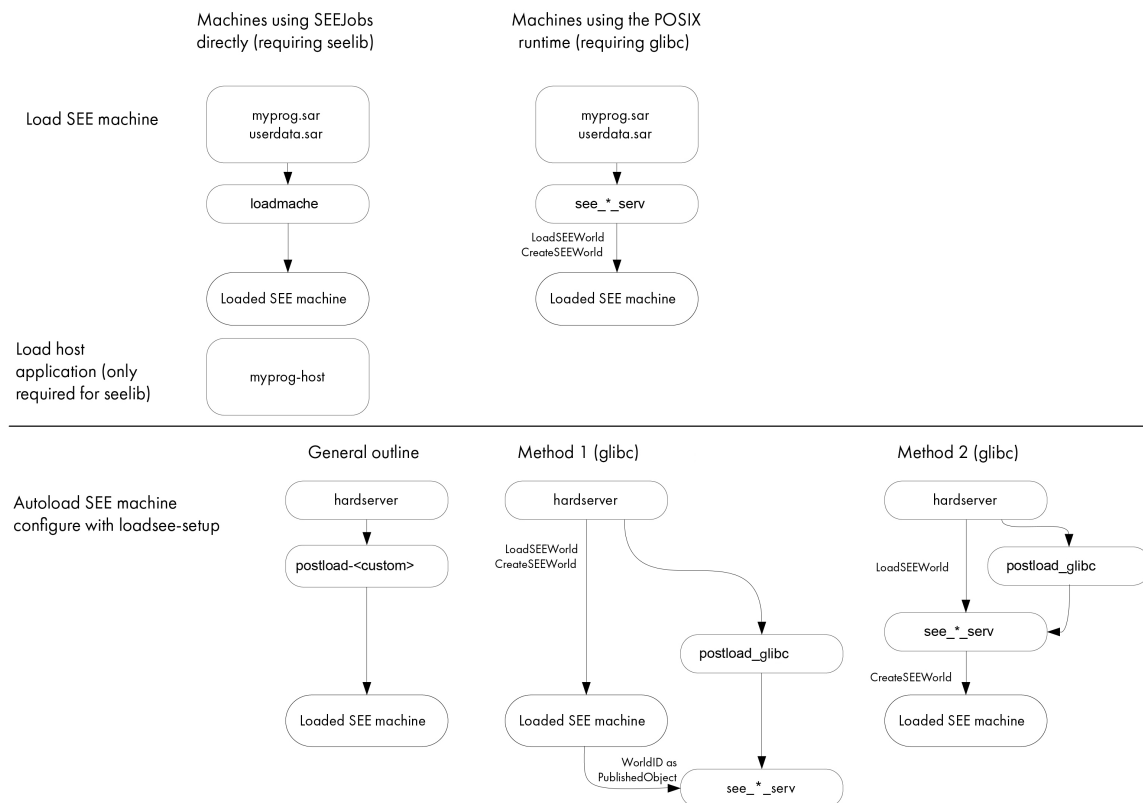 Machines using SEEJobs
directly (requiring seelib)
Machines using the POSIX
runtime (requiring glibc)
Load SEE machine
myprog.sar
userdata.sar
myprog.sar
userdata.sar
loadmache
see_*_serv
LoadSEEWorld
CreateSEEWorld
Loaded SEE machine
Loaded SEE machine
Load host
application (only
required for seelib)
myprog-host
General outline
Method 1 (glibc)
Method 2 (glibc)
Autoload SEE machine
configure with loadsee-setup
hardserver
hardserver
hardserver
postload-<custom>
LoadSEEWorld
CreateSEEWorld
LoadSEEWorld
postload_glibc
see_*_serv
postload_glibc
CreateSEEWorld
Loaded SEE machine
Loaded SEE machine
Loaded SEE machine
WorldID as
PublishedObject
see_*_serv